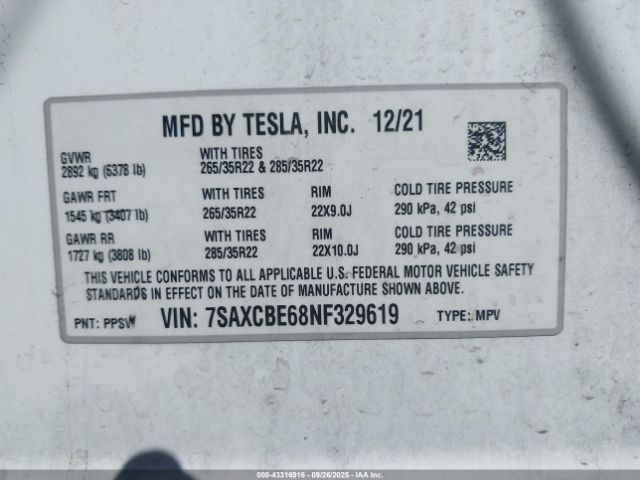 MFD BY TESLA, INC. 12/21
GVWR
2892 kg (6378 lb)
WITH TIRES
265/35R22 & 285/35R22
GAWR FRT
1545 kg (3407 lb)
WITH TIRES
265/35R22
RIM
22X9.0J
COLD TIRE PRESSURE
290 kPa, 42 psi
GAWR RR
1727 kg (3808 lb)
WITH TIRES
285/35R22
RIM
22X10.0J
COLD TIRE PRESSURE
290 kPa, 42 psi
THIS VEHICLE CONFORMS TO ALL APPLICABLE U.S. FEDERAL MOTOR VEHICLE SAFETY
STANDARDS IN EFFECT ON THE DATE OF MANUFACTURE SHOWN ABOVE.
PNT: PPSW VIN: 7SAXCBE68NF329619 TYPE: MPV
000-43316916 - 09/26/2025 - IAAI.COM